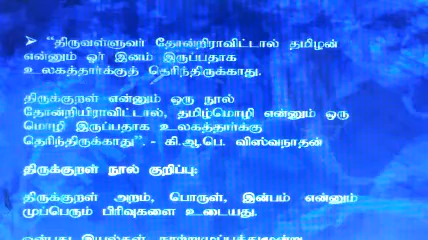 ➤ “திருவள்ளுவர் தோன்றிராவிட்டால் தமிழன்
என்னும் ஓர் இனம் இருப்பதாக
உலகத்தார்க்குத் தெரிந்திருக்காது.
திருக்குறள் என்னும் ஒரு நூல்
தோன்றியிராவிட்டால், தமிழ்மொழி என்னும் ஒரு
மொழி இருப்பதாக உலகத்தார்க்கு
தெரிந்திருக்காது”. - கி.ஆ.பெ. விஸ்வநாதன்
திருக்குறள் நூல் குறிப்பு:
திருக்குறள் அறம், பொருள், இன்பம் என்னும்
முப்பெரும் பிரிவுகளை உடையது.